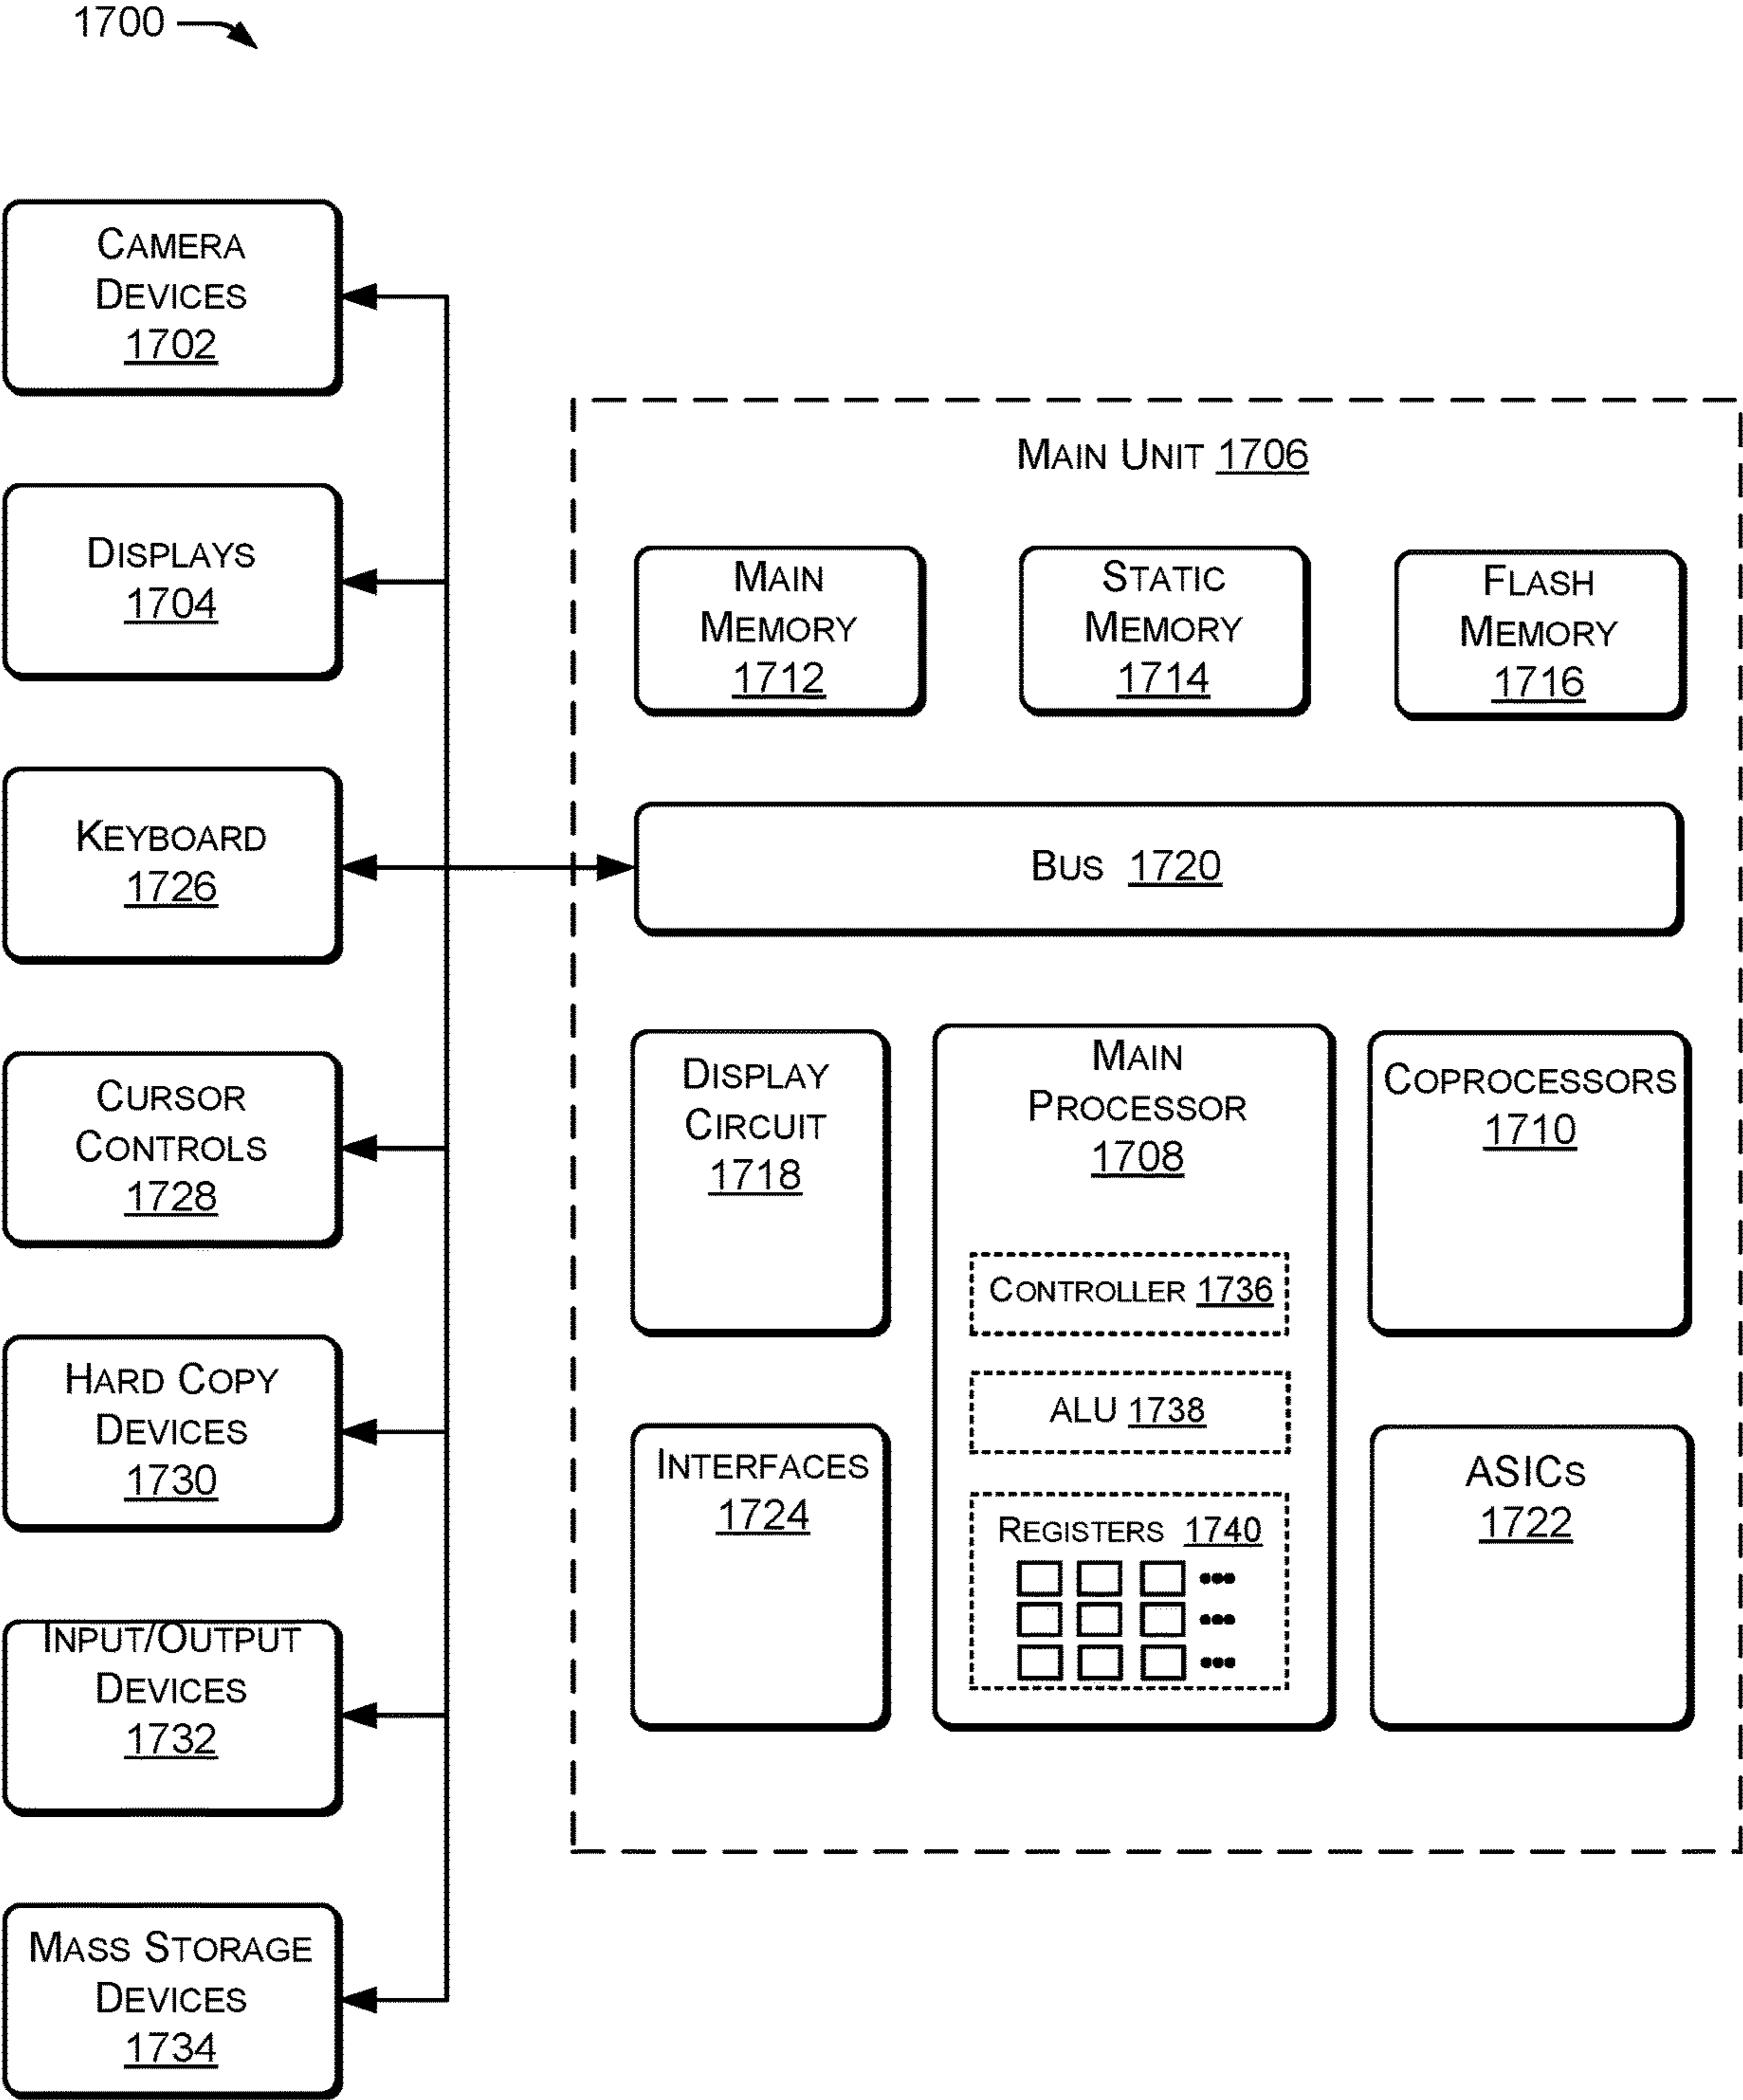 1700
CAMERA
DEVICES
1702
DISPLAYS
1704
KEYBOARD
1726
CURSOR
CONTROLS
1728
HARD COPY
DEVICES
1730
INPUT/OUTPUT
DEVICES
1732
MASS STORAGE
DEVICES
1734
MAIN UNIT 1706
MAIN
MEMORY
1712
STATIC
MEMORY
1714
FLASH
MEMORY
1716
BUS 1720
DISPLAY
CIRCUIT
1718
MAIN
PROCESSOR
1708
CONTROLLER 1736
ALU 1738
REGISTERS 1740
COPROCESSORS
1710
INTERFACES
1724
ASICS
1722